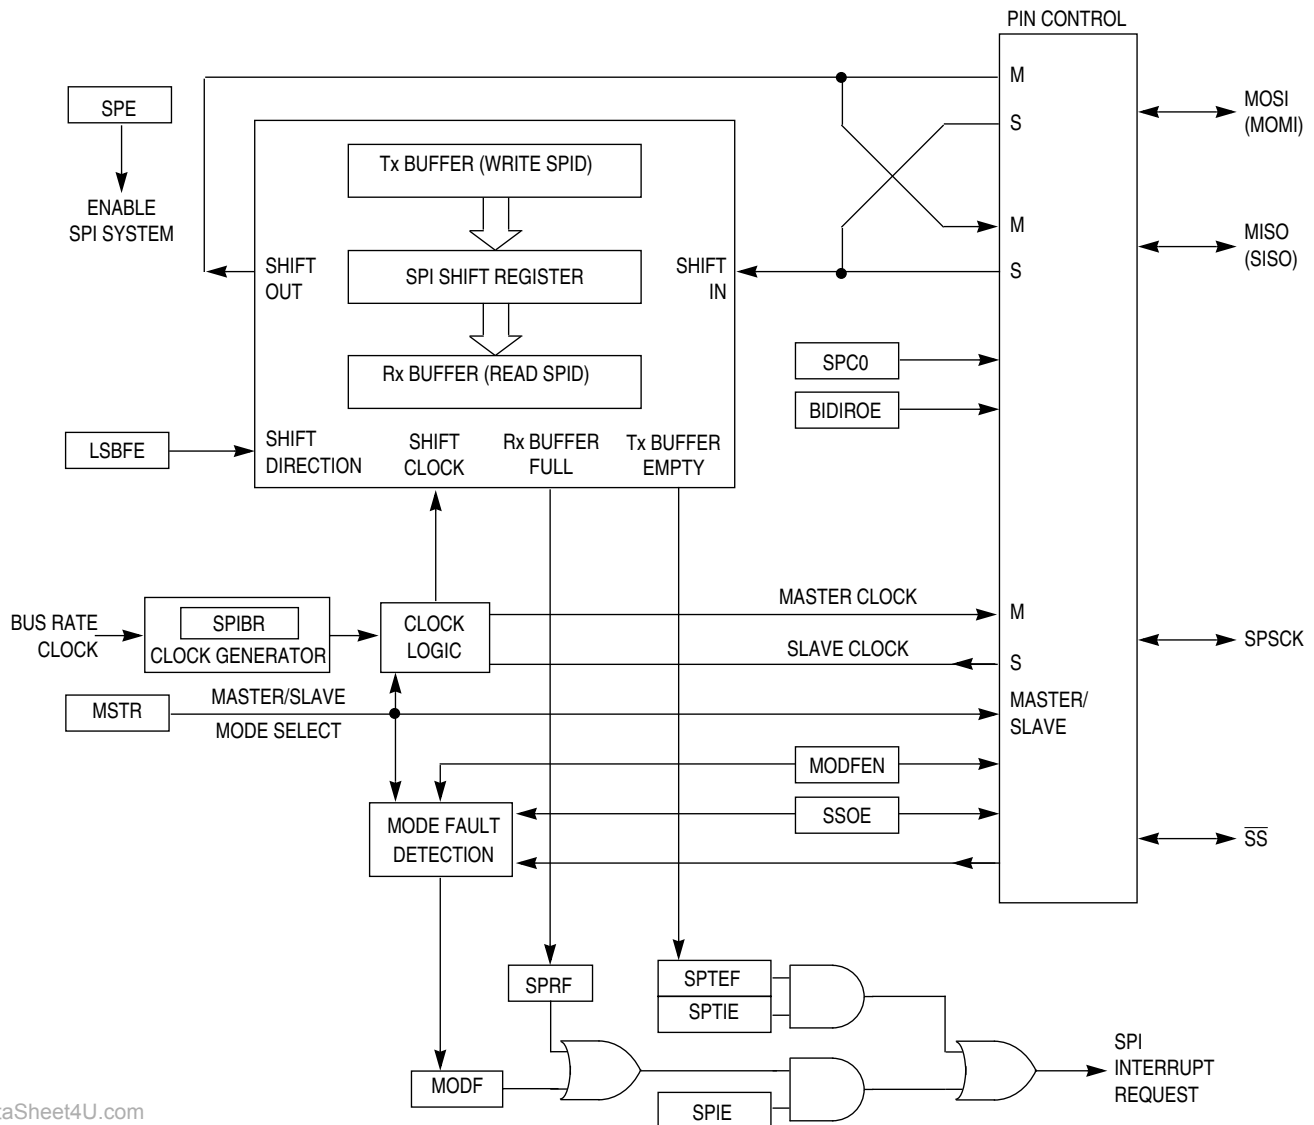 PIN CONTROL
M
MOSI
(MOMI)
S
SPE
ENABLE
SPI SYSTEM
Tx BUFFER (WRITE SPID)
M
MISO
(SISO)
SHIFT
OUT
SPI SHIFT REGISTER
SHIFT
IN
S
Rx BUFFER (READ SPID)
SPC0
BIDIROE
LSBFE
SHIFT
DIRECTION
SHIFT
CLOCK
Rx BUFFER
FULL
Tx BUFFER
EMPTY
BUS RATE
CLOCK
SPIBR
CLOCK GENERATOR
CLOCK
LOGIC
MASTER CLOCK
M
SLAVE CLOCK
S
SPSCK
MSTR
MASTER/SLAVE
MODE SELECT
MASTER/
SLAVE
MODFEN
SSOE
MODE FAULT
DETECTION
SS
SPRF
SPTEF
SPTIE
MODF
SPIE
SPI
INTERRUPT
REQUEST
taSheet4U.com